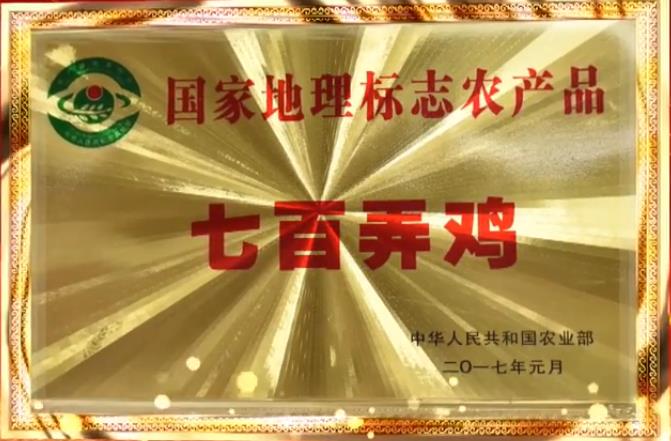 国家地理标志农产品
七百弄鸡
中华人民共和国农业部
二〇一七年元月